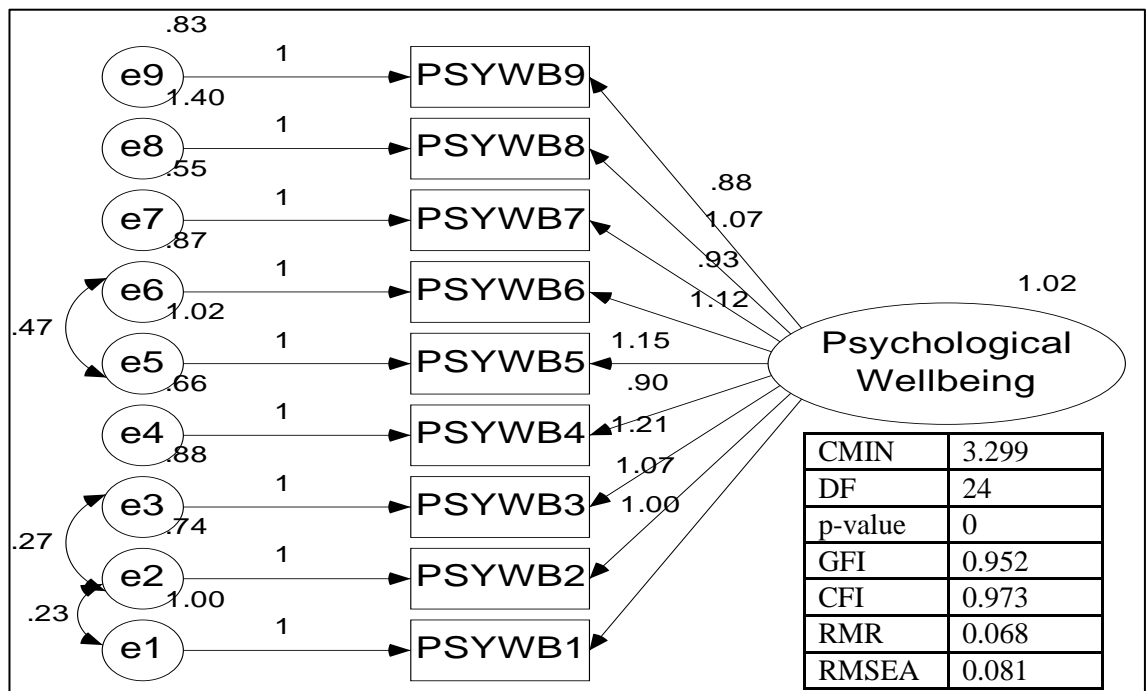 .83
1
e9
PSYWB9
1.40
1
e8
PSYWB8
.88
.55
1
1.07
e7
PSYWB7
.87
1
.93
e6
PSYWB6
1.12
1.02
1.02
.47
1
1.15
Psychological
Wellbeing
e5
PSYWB5
.66
1
.90
e4
PSYWB4
1.21
.88
1
1.07
e3
PSYWB3
1.00
.74
.27
1
e2
PSYWB2
1.00
.23
1
e1
PSYWB1
CMIN 3.299
DF 24
p-value 0
GFI 0.952
CFI 0.973
RMR 0.068
RMSEA 0.081